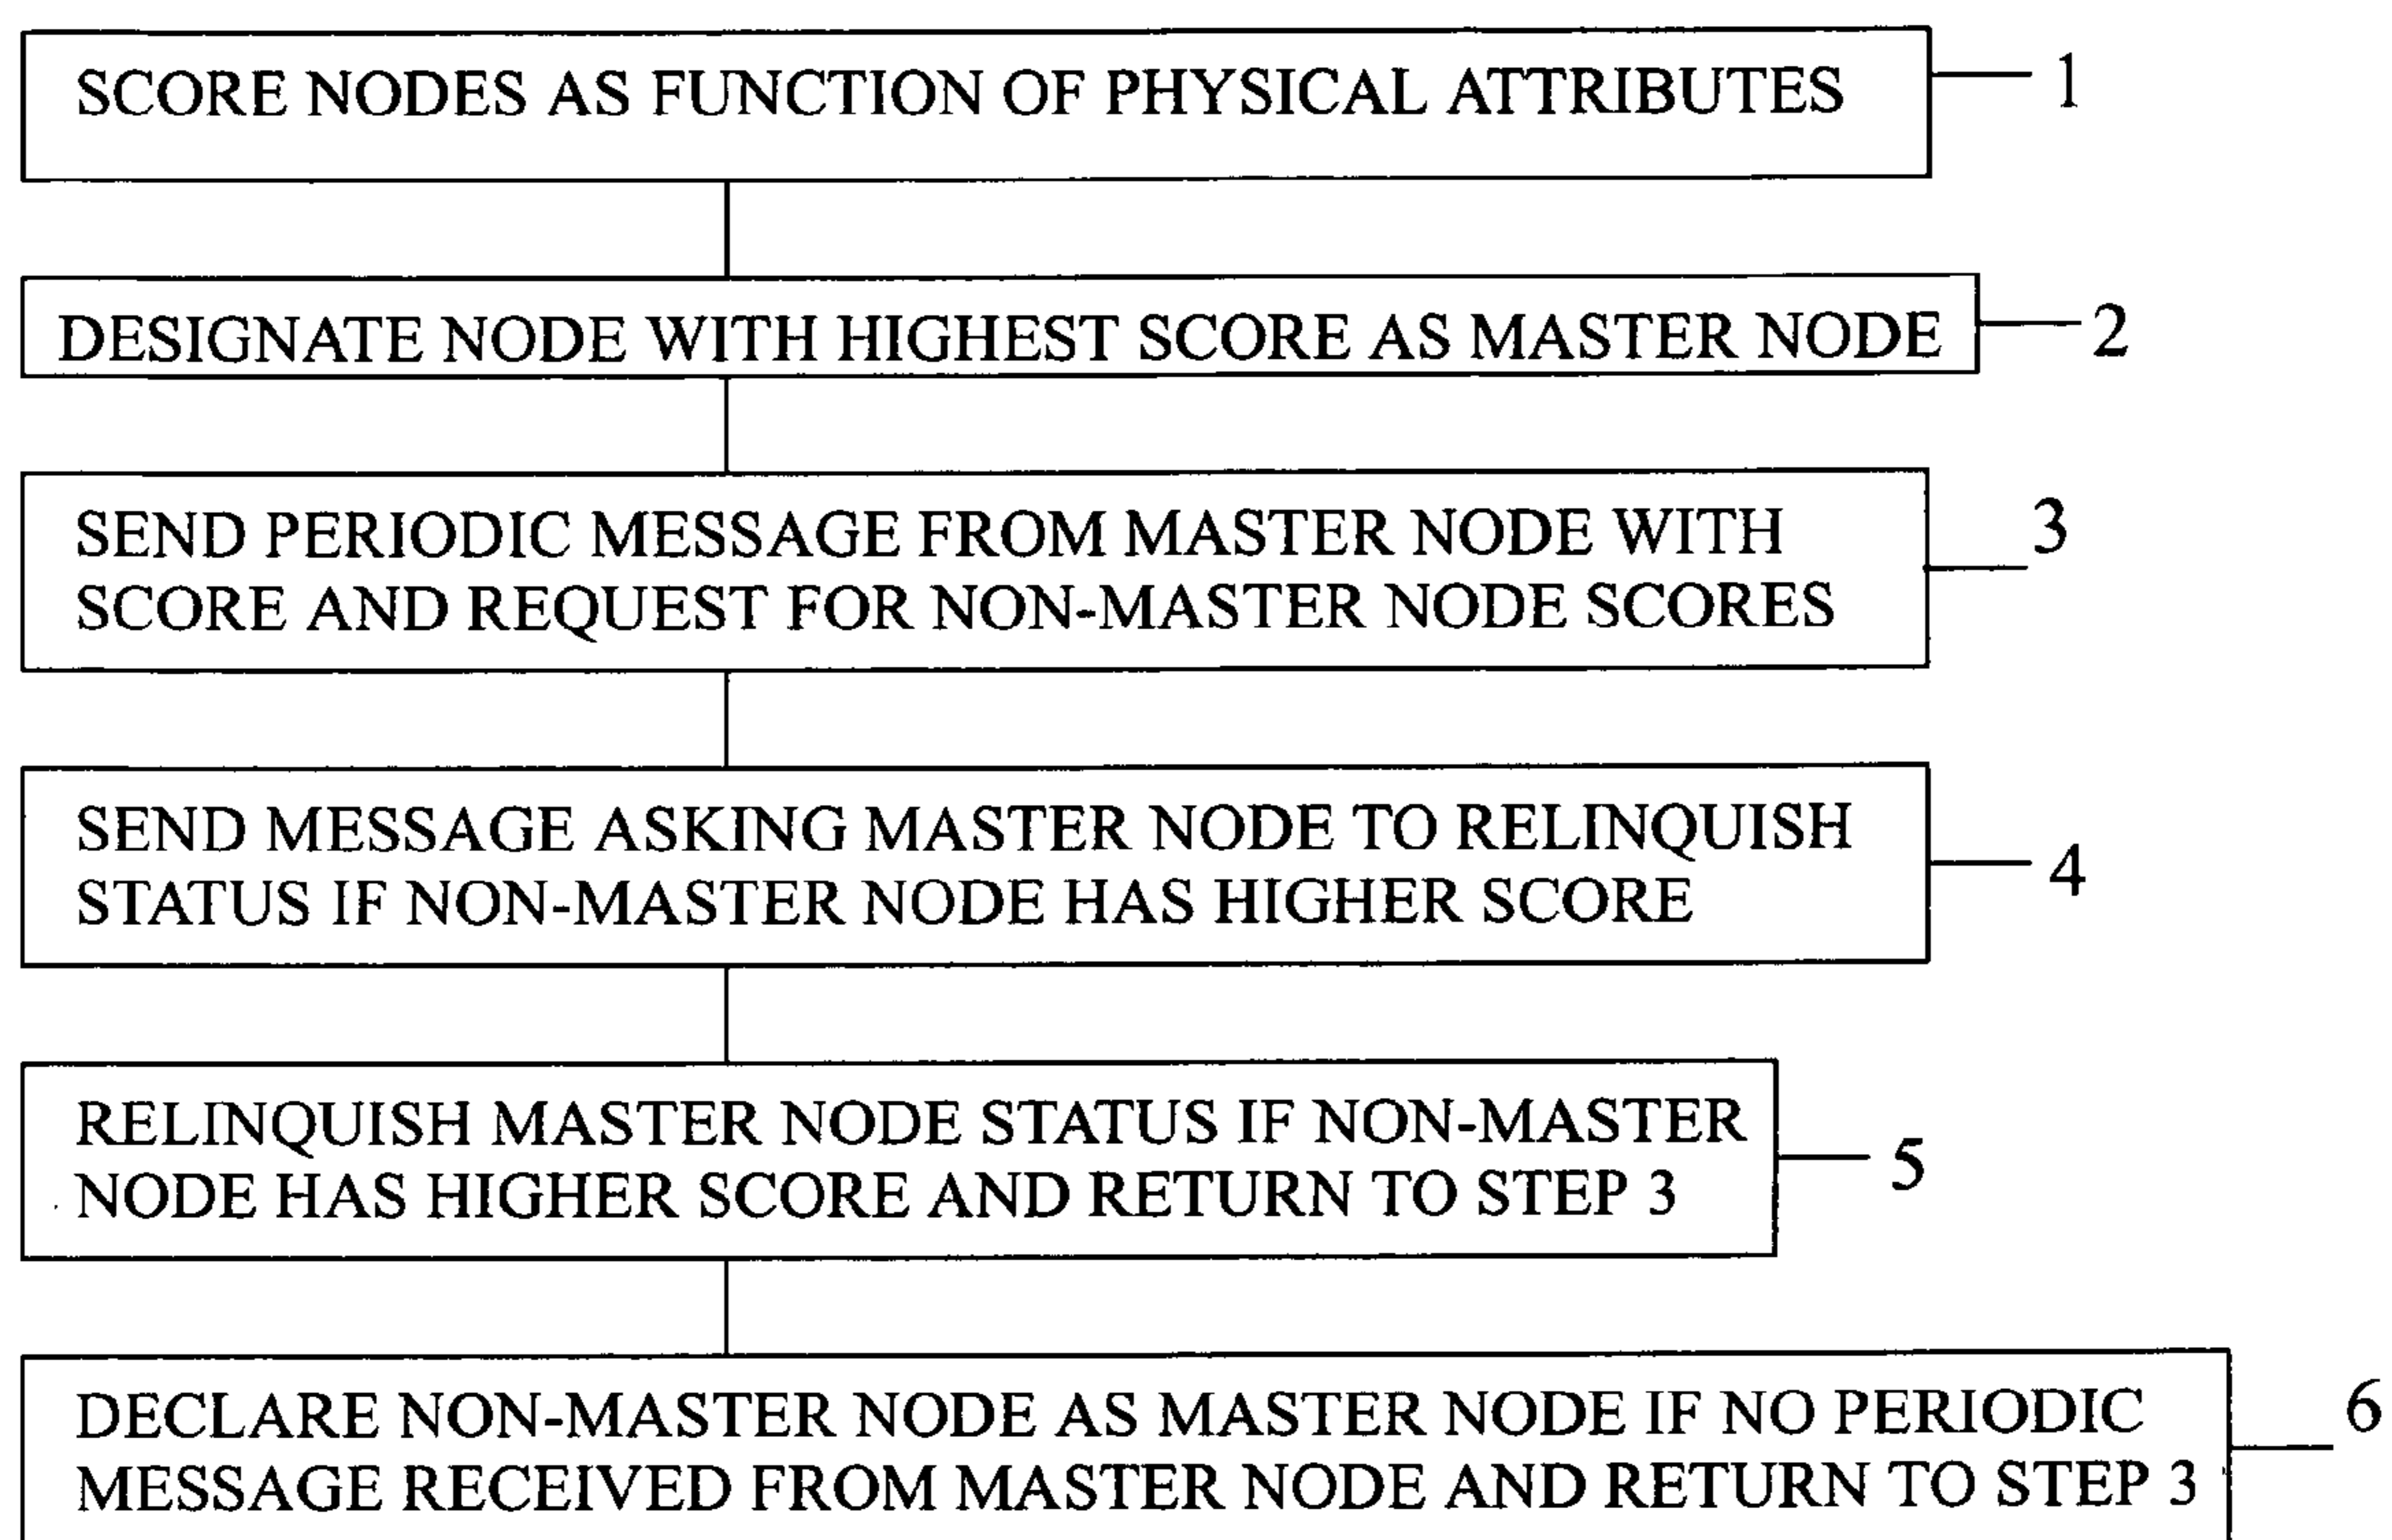 SCORE NODES AS FUNCTION OF PHYSICAL ATTRIBUTES
1
DESIGNATE NODE WITH HIGHEST SCORE AS MASTER NODE
2
SEND PERIODIC MESSAGE FROM MASTER NODE WITH
SCORE AND REQUEST FOR NON-MASTER NODE SCORES
3
SEND MESSAGE ASKING MASTER NODE TO RELINQUISH
STATUS IF NON-MASTER NODE HAS HIGHER SCORE
4
RELINQUISH MASTER NODE STATUS IF NON-MASTER
NODE HAS HIGHER SCORE AND RETURN TO STEP 3
5
DECLARE NON-MASTER NODE AS MASTER NODE IF NO PERIODIC
MESSAGE RECEIVED FROM MASTER NODE AND RETURN TO STEP 3
6